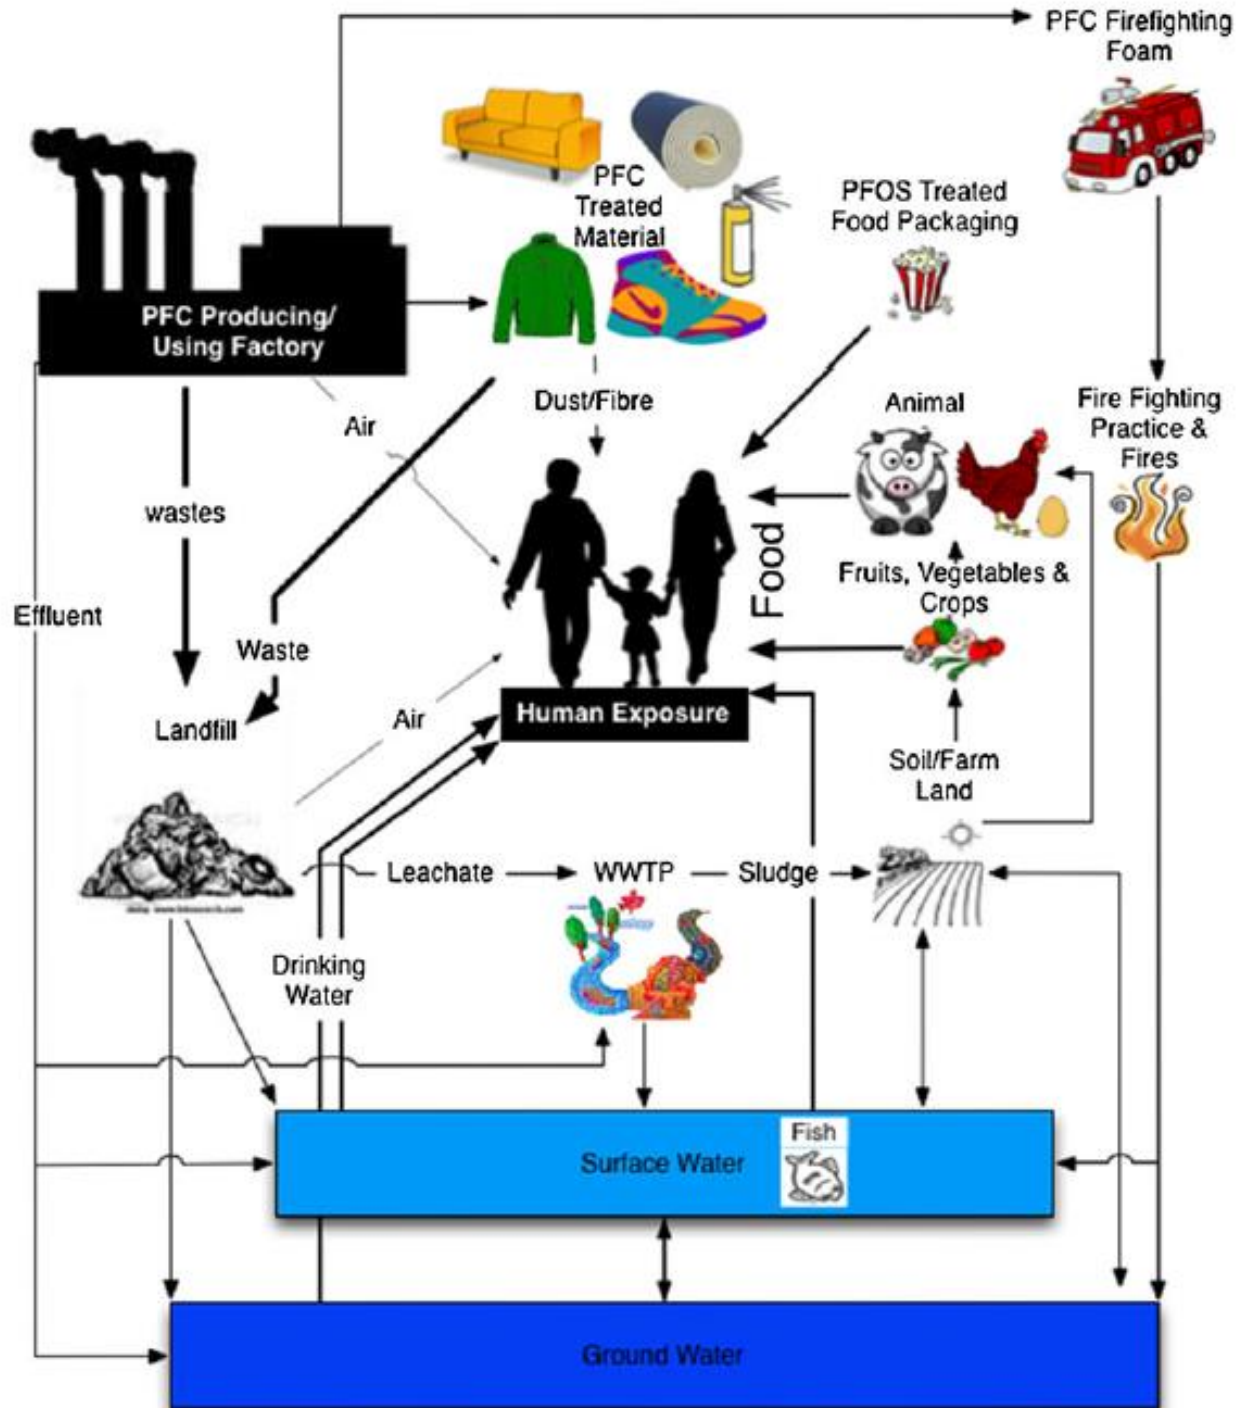 PFC Firefighting
Foam
PFC
Treated
Material
PFOS Treated
Food Packaging
PFC Producing/
Using Factory
Air
Dust/Fibre
Animal
Fire Fighting
Practice &
Fires
wastes
Food
Fruits, Vegetables &
Crops
Effluent
Waste
Landfill
Air
Human Exposure
Soil/Farm
Land
Leachate
WWTP
Sludge
Drinking
Water
Fish
Surface Water
Ground Water